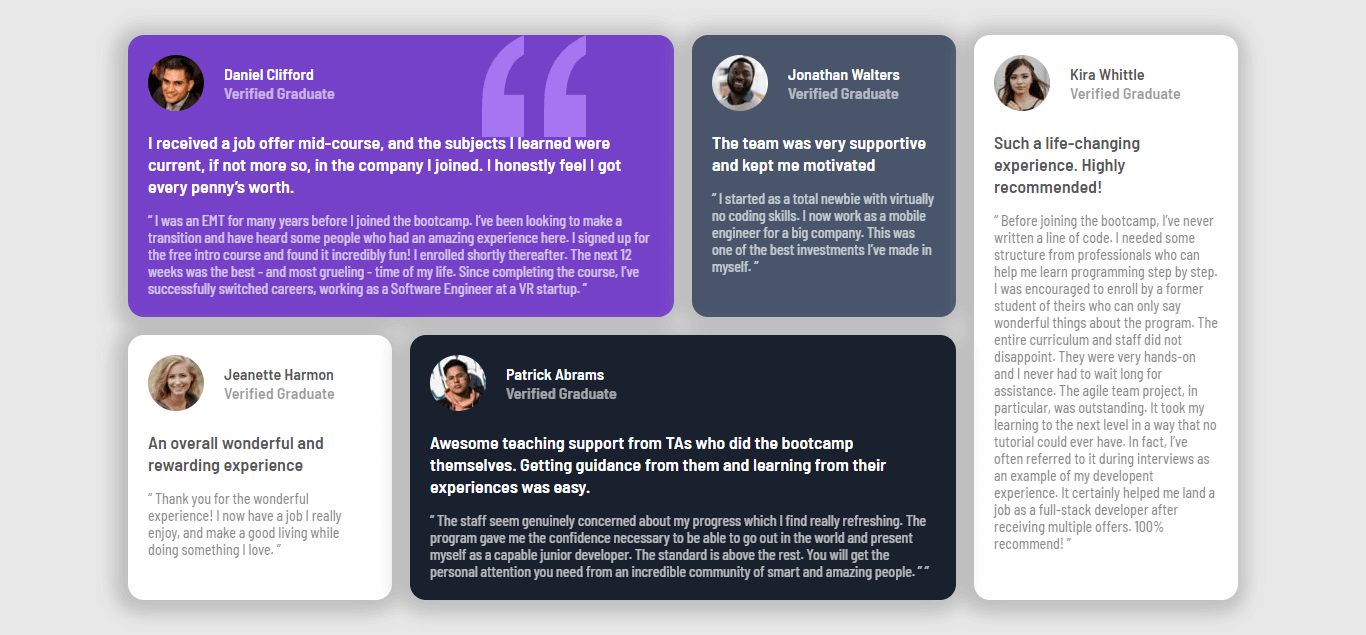 Daniel Clifford
Verified Graduate
I received a job offer mid-course, and the subjects I learned were
current, if not more so, in the company I joined. I honestly feel I got
every penny’s worth.
“ I was an EMT for many years before I joined the bootcamp. I’ve been looking to make a
transition and have heard some people who had an amazing experience here. I signed up for
the free intro course and found it incredibly fun! I enrolled shortly thereafter. The next 12
weeks was the best - and most grueling - time of my life. Since completing the course, I’ve
successfully switched careers, working as a Software Engineer at a VR startup. ”
Jonathan Walters
Verified Graduate
The team was very supportive
and kept me motivated
“ I started as a total newbie with virtually
no coding skills. I now work as a mobile
engineer for a big company. This was
one of the best investments I’ve made in
myself. ”
Kira Whittle
Verified Graduate
Such a life-changing
experience. Highly
recommended!
“ Before joining the bootcamp, I’ve never
written a line of code. I needed some
structure from professionals who can
help me learn programming step by step.
I was encouraged to enroll by a former
student of theirs who can only say
wonderful things about the program. The
entire curriculum and staff did not
disappoint. They were very hands-on
and I never had to wait long for
assistance. The agile team project, in
particular, was outstanding. It took my
learning to the next level in a way that no
tutorial could ever have. In fact, I’ve
often referred to it during interviews as
an example of my developent
experience. It certainly helped me land a
job as a full-stack developer after
receiving multiple offers. 100%
recommend! ”
Jeanette Harmon
Verified Graduate
An overall wonderful and
rewarding experience
“ Thank you for the wonderful
experience! I now have a job I really
enjoy, and make a good living while
doing something I love. ”
Patrick Abrams
Verified Graduate
Awesome teaching support from TAs who did the bootcamp
themselves. Getting guidance from them and learning from their
experiences was easy.
“ The staff seem genuinely concerned about my progress which I find really refreshing. The
program gave me the confidence necessary to be able to go out in the world and present
myself as a capable junior developer. The standard is above the rest. You will get the
personal attention you need from an incredible community of smart and amazing people. ” ”